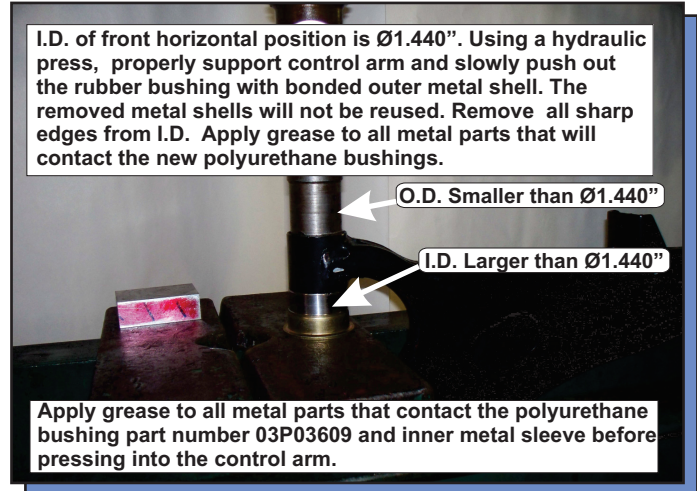 I.D. of front horizontal position is Ø1.440”. Using a hydraulic
press, properly support control arm and slowly push out
the rubber bushing with bonded outer metal shell. The
removed metal shells will not be reused. Remove all sharp
edges from I.D. Apply grease to all metal parts that will
contact the new polyurethane bushings.
O.D. Smaller than Ø1.440”
I.D. Larger than Ø1.440”
Apply grease to all metal parts that contact the polyurethane
bushing part number 03P03609 and inner metal sleeve before
pressing into the control arm.